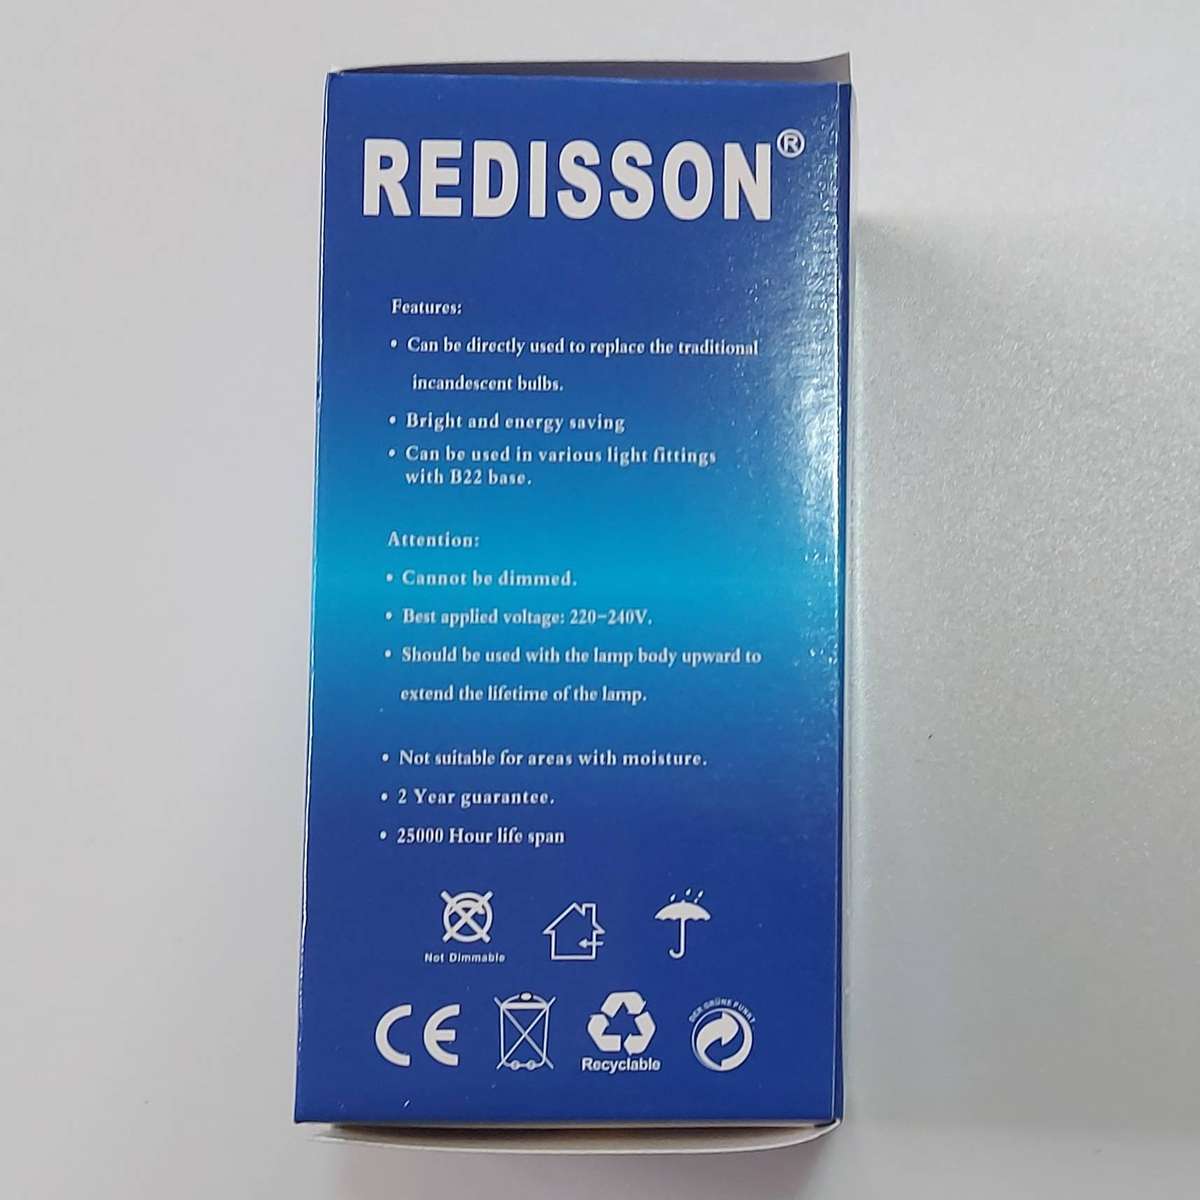 REDISSON®
Features:
• Can be directly used to replace the traditional
incandescent bulbs.
• Bright and energy saving
• Can be used in various light fittings
with B22 base.
Attention:
• Cannot be dimmed.
• Best applied voltage: 220-240V.
• Should be used with the lamp body upward to
extend the lifetime of the lamp.
• Not suitable for areas with moisture.
• 2 Year guarantee.
• 25000 Hour life span
Not Dimmable
CE
Recyclable
DER GRÜNE PUNKT